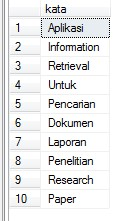 kata
1 Aplikasi
2 Information
3 Retrieval
4 Untuk
5 Pencarian
6 Dokumen
7 Laporan
8 Penelitian
9 Research
10 Paper